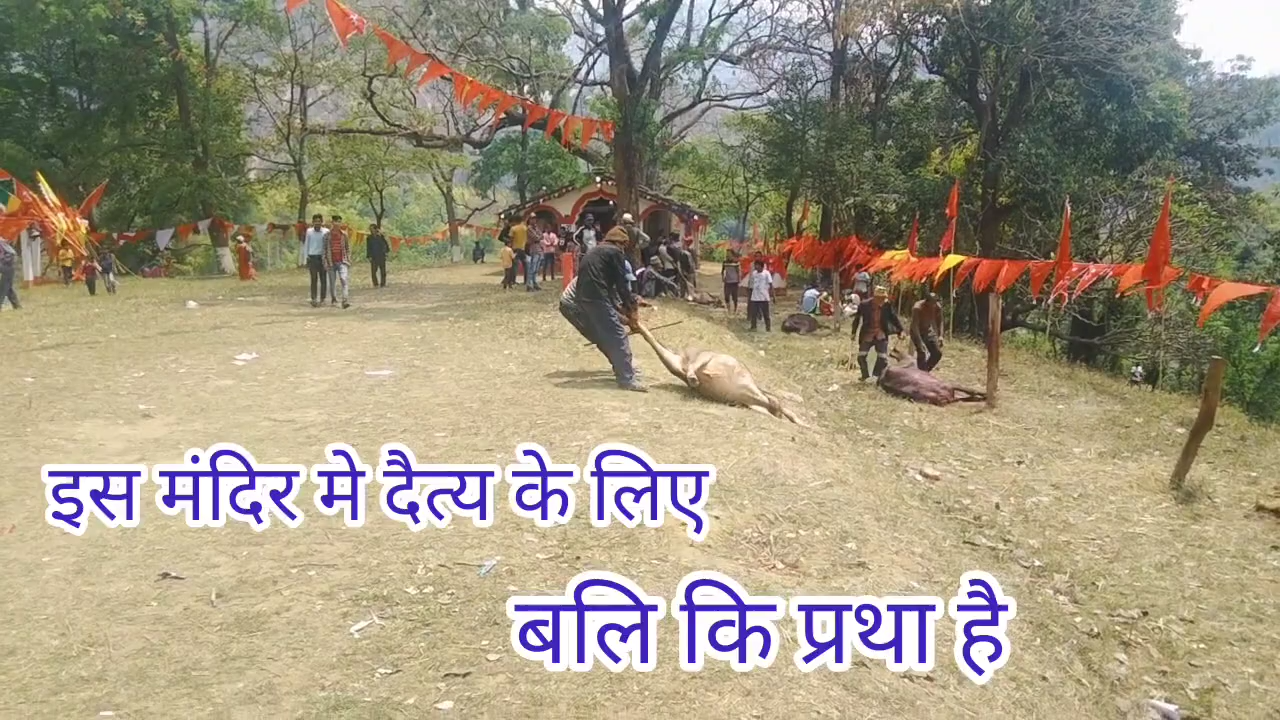 इस मंदिर मे दैत्य के लिए
बलि कि प्रथा है